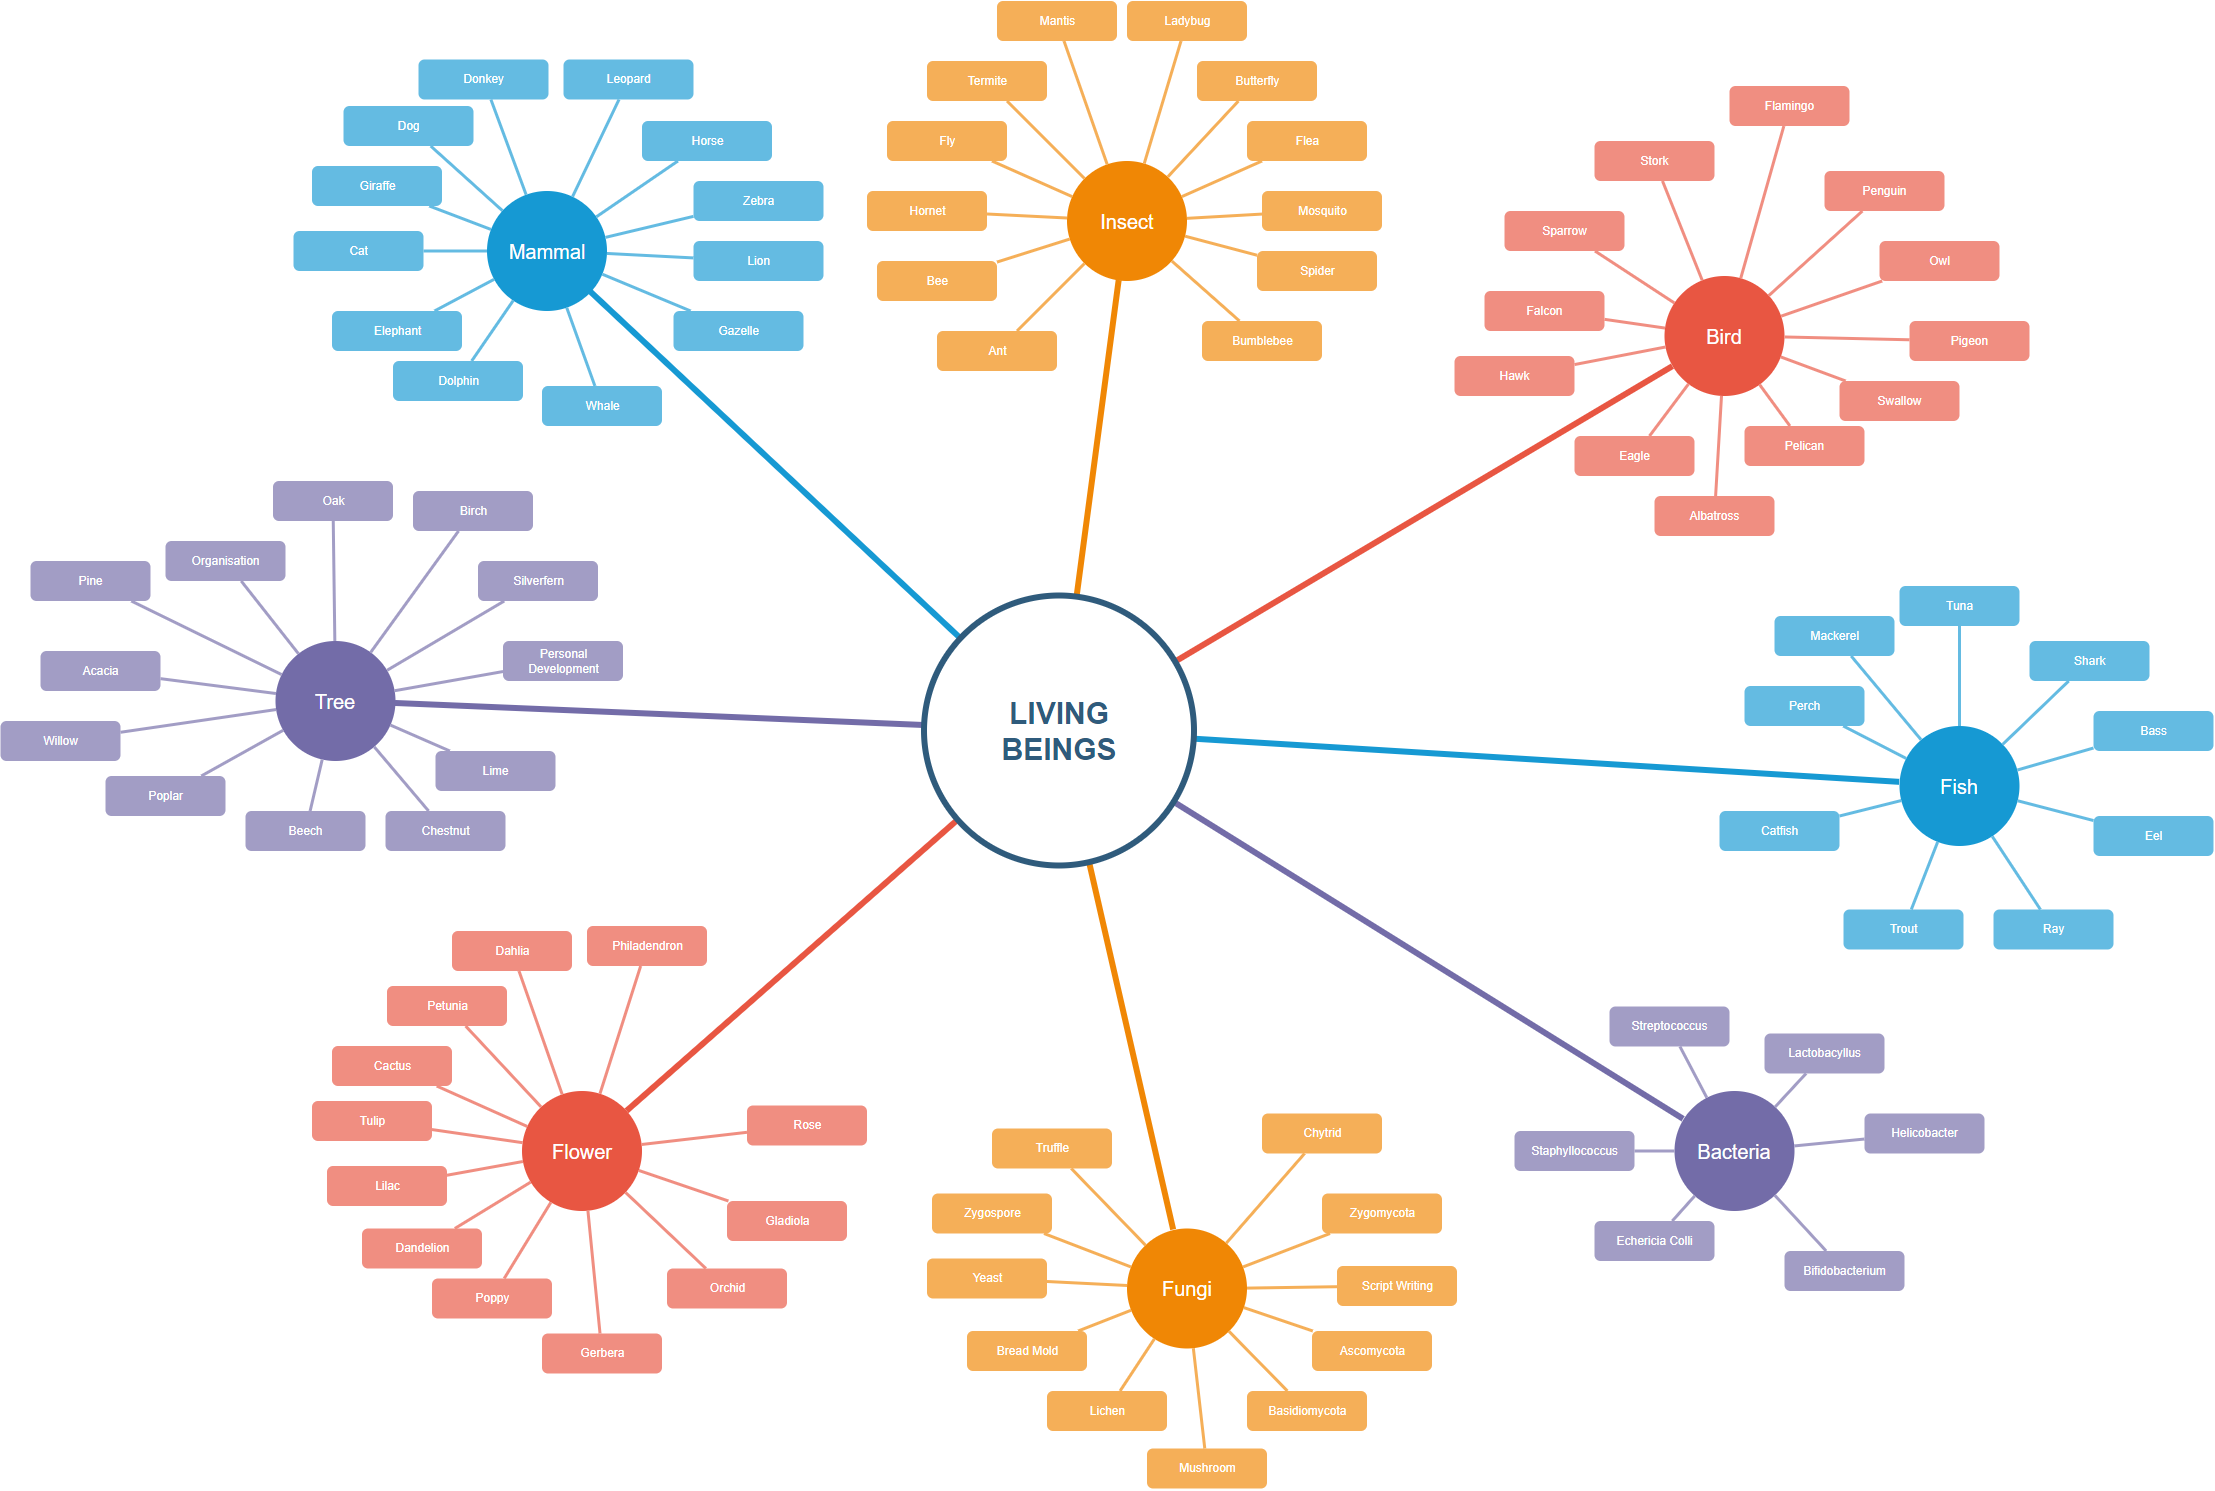 LIVING
BEINGS
Mammal
Donkey
Leopard
Dog
Horse
Giraffe
Zebra
Cat
Lion
Elephant
Gazelle
Dolphin
Whale
Insect
Mantis
Ladybug
Termite
Butterfly
Fly
Flea
Hornet
Mosquito
Bee
Spider
Ant
Bumblebee
Bird
Flamingo
Stork
Penguin
Sparrow
Owl
Falcon
Pigeon
Hawk
Swallow
Eagle
Pelican
Albatross
Tree
Oak
Birch
Organisation
Pine
Silverfern
Personal
Development
Acacia
Willow
Lime
Poplar
Beech
Chestnut
Fish
Tuna
Mackerel
Shark
Perch
Bass
Catfish
Eel
Trout
Ray
Flower
Dahlia
Philadendron
Petunia
Cactus
Tulip
Rose
Lilac
Gladiola
Dandelion
Orchid
Poppy
Gerbera
Fungi
Truffle
Chytrid
Zygospore
Zygomycota
Yeast
Script Writing
Bread Mold
Ascomycota
Lichen
Basidiomycota
Mushroom
Bacteria
Streptococcus
Lactobacyllus
Helicobacter
Staphyllococcus
Echericia Colli
Bifidobacterium